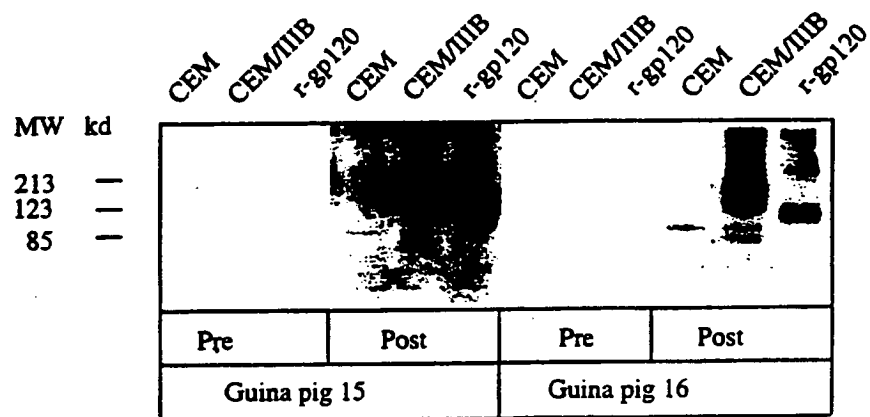 CEM CEM/IIIB r-gp120 CEM CEM/IIIB r-gp120 CEM CEM/IIIB r-gp120 CEM CEM/IIIB r-gp120
MW kd
213
123
85
Pre Post Pre Post
Guina pig 15 Guina pig 16